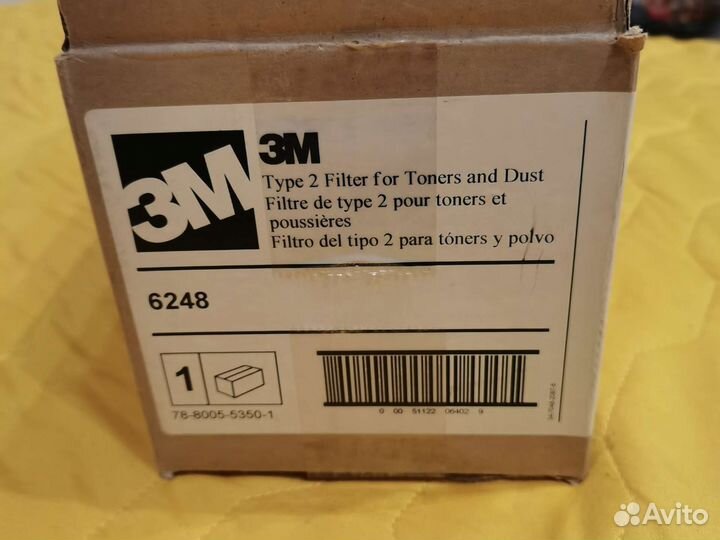 3M
3M
Type 2 Filter for Toners and Dust
Filtre de type 2 pour toners et
poussières
Filtro del tipo 2 para tóners y polvo
6248
1
78-8005-5350-1
0 00 51122 06402 9
Avito